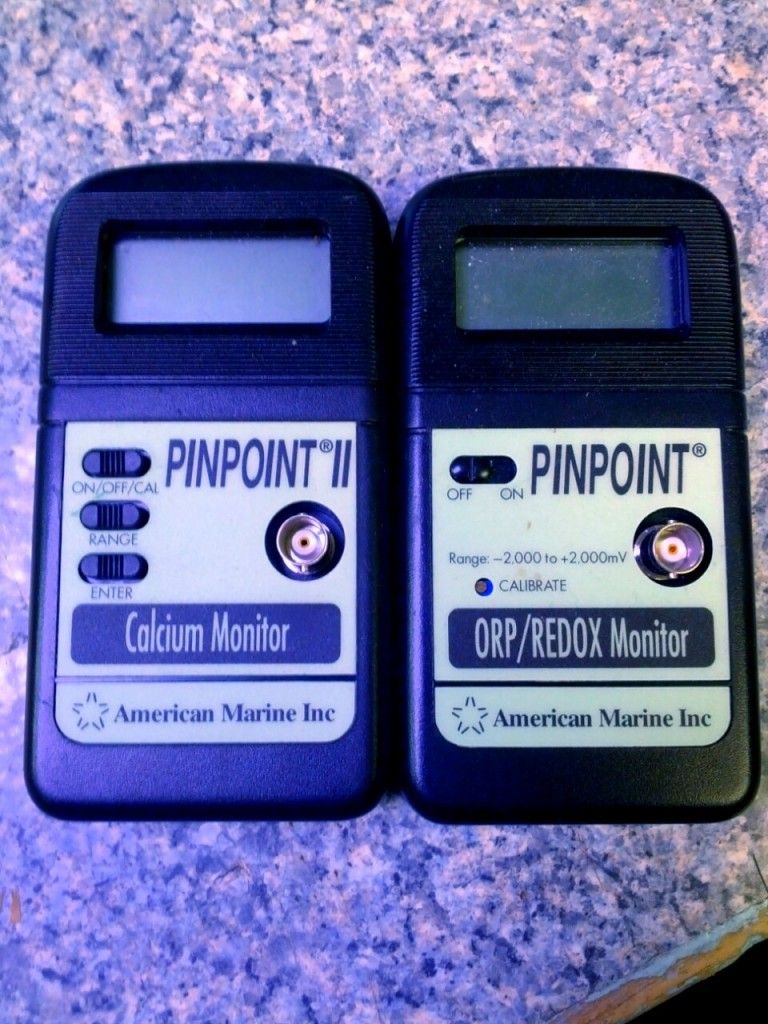 PINPOINT® II
ON/OFF/CAL
RANGE
ENTER
Calcium Monitor
American Marine Inc
PINPOINT®
OFF ON
Range: −2,000 to +2,000mV
CALIBRATE
ORP/REDOX Monitor
American Marine Inc